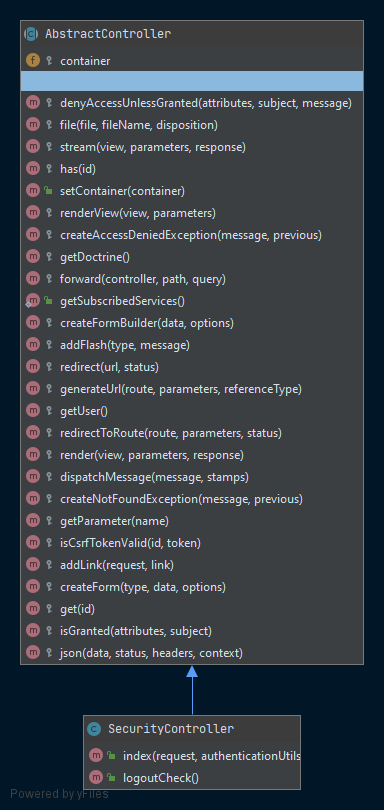 AbstractController
container
denyAccessUnlessGranted(attributes, subject, message)
file(file, fileName, disposition)
stream(view, parameters, response)
has(id)
setContainer(container)
renderView(view, parameters)
createAccessDeniedException(message, previous)
getDoctrine()
forward(controller, path, query)
getSubscribedServices()
createFormBuilder(data, options)
addFlash(type, message)
redirect(url, status)
generateUrl(route, parameters, referenceType)
getUser()
redirectToRoute(route, parameters, status)
render(view, parameters, response)
dispatchMessage(message, stamps)
createNotFoundException(message, previous)
getParameter(name)
isCsrfTokenValid(id, token)
addLink(request, link)
createForm(type, data, options)
get(id)
isGranted(attributes, subject)
json(data, status, headers, context)
SecurityController
index(request, authenticationUtils
logoutCheck()
Powered by yFiles